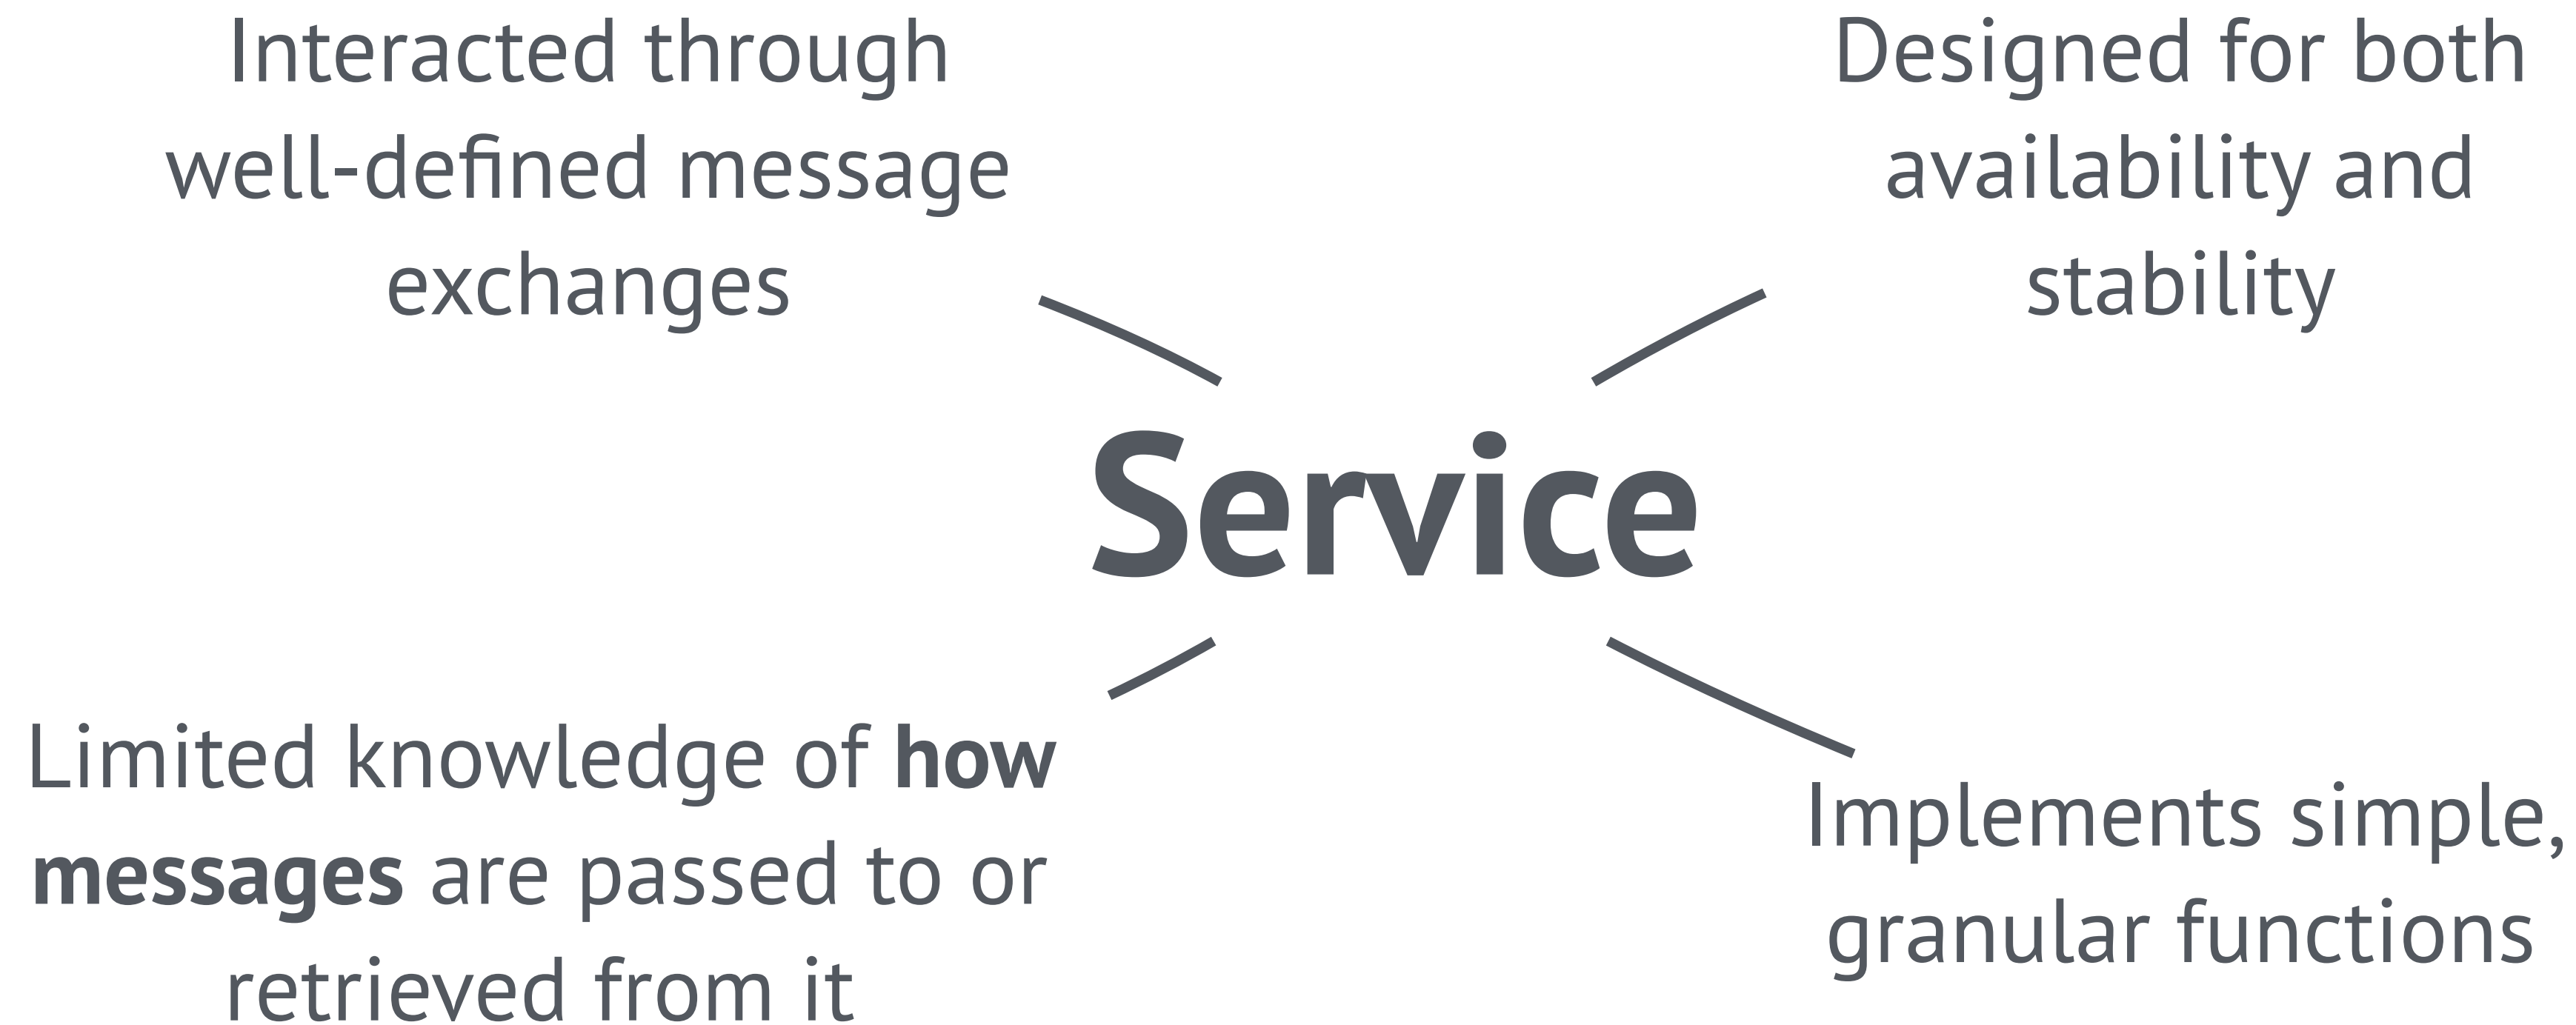 Interacted through
well-defined message
exchanges
Designed for both
availability and
stability
Service
Limited knowledge of how
messages are passed to or
retrieved from it
Implements simple,
granular functions